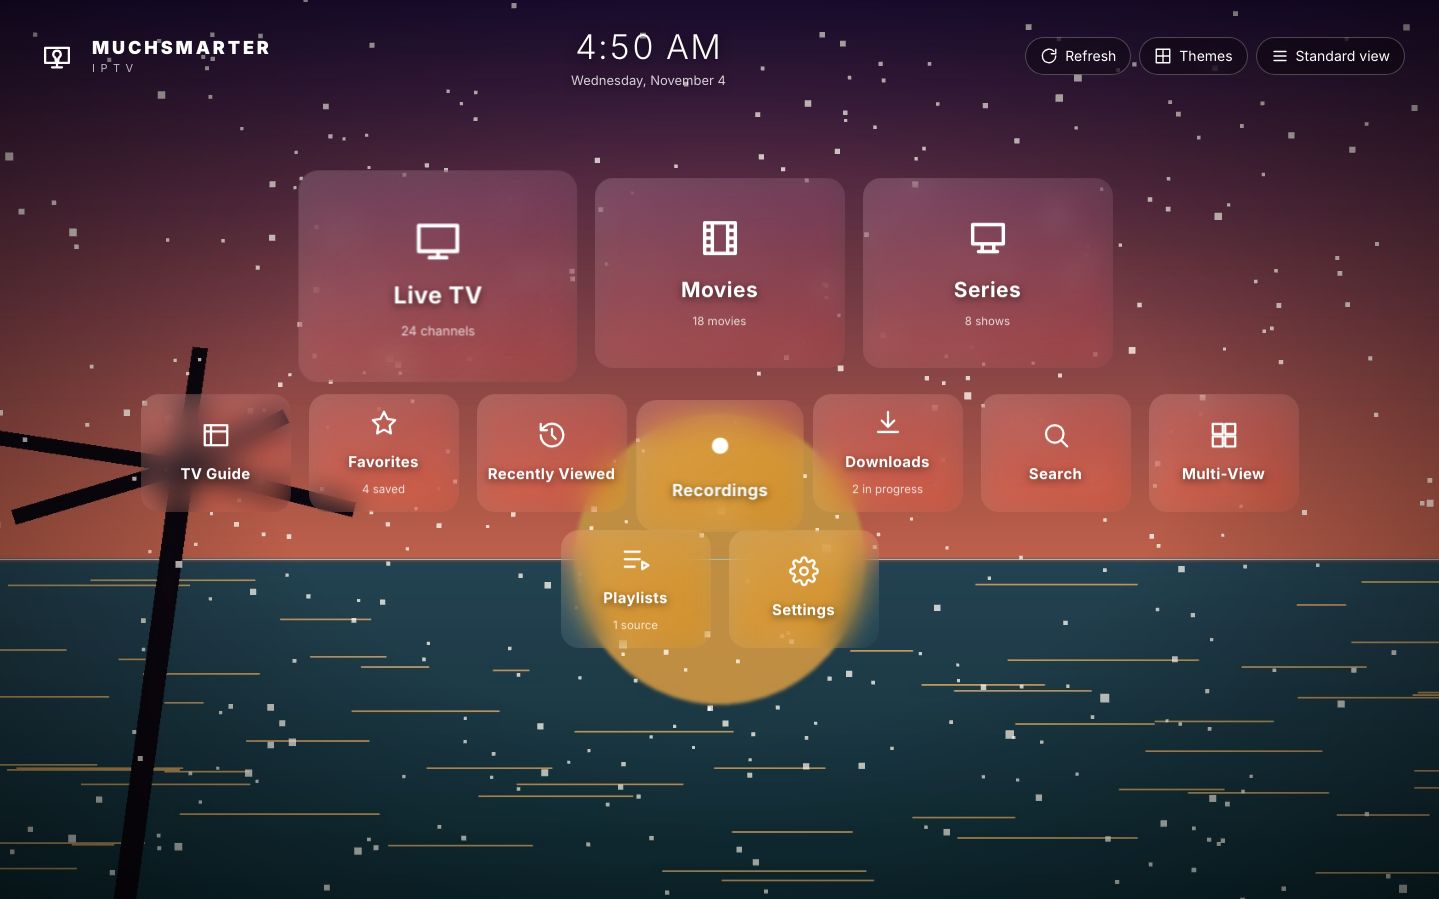 MUCHSMARTER
IPTV
4:50 AM
Wednesday, November 4
Refresh
Themes
Standard view
Live TV
24 channels
Movies
18 movies
Series
8 shows
TV Guide
Favorites
4 saved
Recently Viewed
Recordings
Downloads
2 in progress
Search
Multi-View
Playlists
1 source
Settings